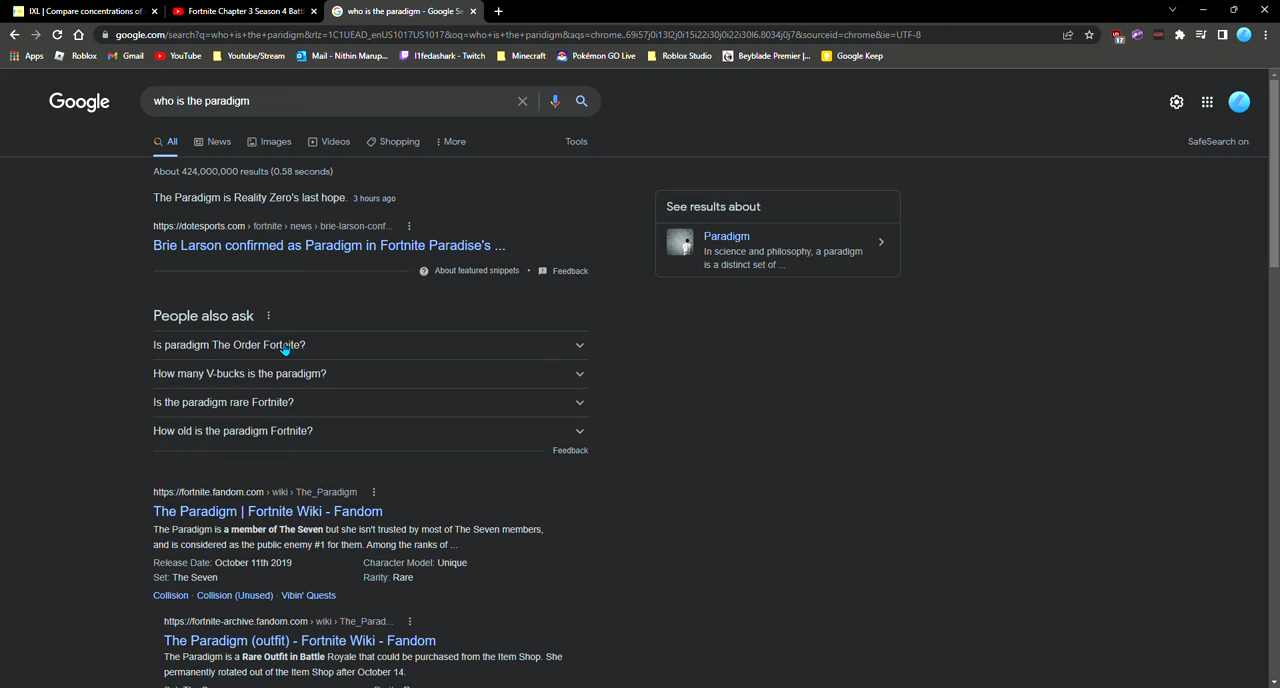 IXL | Compare concentrations of
Fortnite Chapter 3 Season 4 Batt
who is the paradigm - Google Se
google.com/search?q=who+is+the+paridigm&rlz=1C1UEAD_enUS1017US1017&oq=who+is+the+paridigm&aqs=chrome..69i57j0i13l2j0i15i22i30j0i22i30l6.8034j0j7&sourceid=chrome&ie=UTF-8
17
Apps
Roblox
Gmail
YouTube
Youtube/Stream
Mail - Nithin Marup...
l1fedashark - Twitch
Minecraft
Pokémon GO Live
Roblox Studio
Beyblade Premier |...
Google Keep
Google
who is the paradigm
All
News
Images
Videos
Shopping
More
Tools
SafeSearch on
About 424,000,000 results (0.58 seconds)
The Paradigm is Reality Zero's last hope. 3 hours ago
https://dotesports.com › fortnite › news › brie-larson-conf...
Brie Larson confirmed as Paradigm in Fortnite Paradise's ...
About featured snippets • Feedback
See results about
Paradigm
In science and philosophy, a paradigm
is a distinct set of ...
People also ask
Is paradigm The Order Fortnite?
How many V-bucks is the paradigm?
Is the paradigm rare Fortnite?
How old is the paradigm Fortnite?
Feedback
https://fortnite.fandom.com › wiki › The_Paradigm
The Paradigm | Fortnite Wiki - Fandom
The Paradigm is a member of The Seven but she isn't trusted by most of The Seven members,
and is considered as the public enemy #1 for them. Among the ranks of ...
Release Date: October 11th 2019
Character Model: Unique
Set: The Seven
Rarity: Rare
Collision · Collision (Unused) · Vibin' Quests
https://fortnite-archive.fandom.com › wiki › The_Parad...
The Paradigm (outfit) - Fortnite Wiki - Fandom
The Paradigm is a Rare Outfit in Battle Royale that could be purchased from the Item Shop. She
permanently rotated out of the Item Shop after October 14.